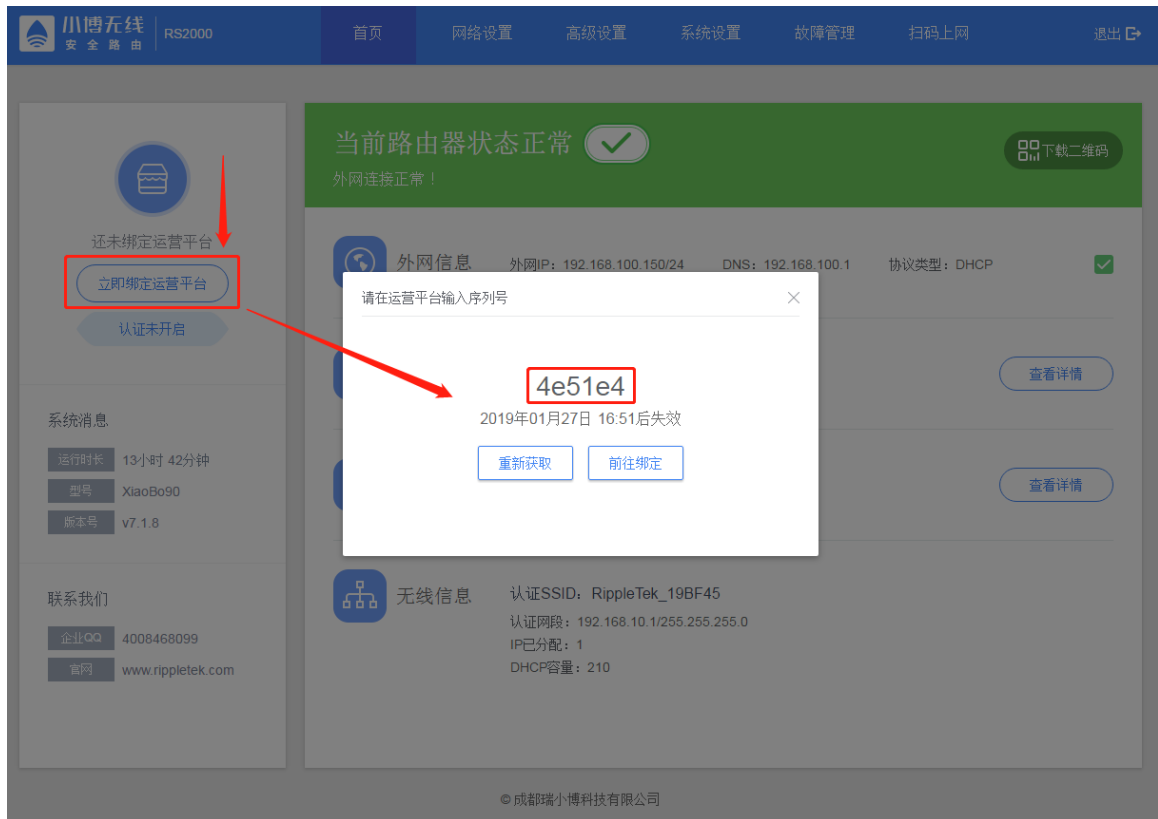 小博无线
安全路由
RS2000
首页 网络设置 高级设置 系统设置 故障管理 扫码上网 退出
还未绑定运营平台
立即绑定运营平台
认证未开启
系统消息
运行时长 13小时 42分钟
型号 XiaoBo90
版本号 v7.1.8
联系我们
企业QQ 4008468099
官网 www.rippletek.com
当前路由器状态正常
外网连接正常！
下载二维码
外网信息 外网IP：192.168.100.150/24 DNS：192.168.100.1 协议类型：DHCP
请在运营平台输入序列号
4e51e4
2019年01月27日 16:51后失效
重新获取 前往绑定
查看详情
查看详情
无线信息 认证SSID：RippleTek_19BF45
认证网段：192.168.10.1/255.255.255.0
IP已分配：1
DHCP容量：210
©成都瑞小博科技有限公司